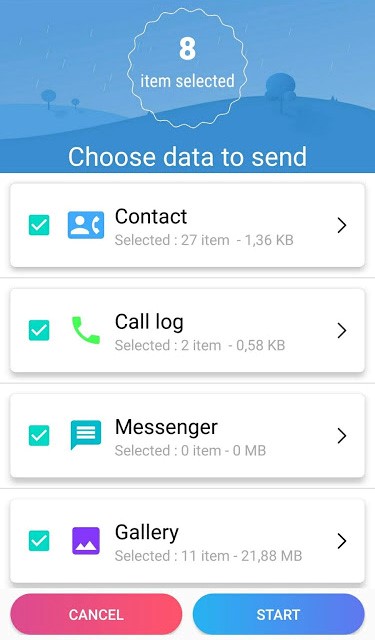 8
item selected
Choose data to send
Contact
Selected : 27 item - 1,36 KB
Call log
Selected : 2 item - 0,58 KB
Messenger
Selected : 0 item - 0 MB
Gallery
Selected : 11 item - 21,88 MB
CANCEL START